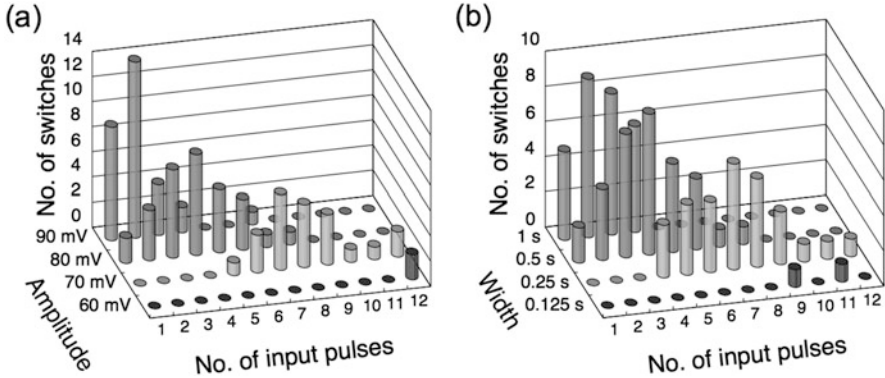 (a)
No. of switches
14
12
10
8
6
4
2
0
90 mV
80 mV
70 mV
60 mV
Amplitude
1 2 3 4 5 6 7 8 9 10 11 12
No. of input pulses
(b)
No. of switches
10
8
6
4
2
0
1 s
0.5 s
0.25 s
0.125 s
Width
1 2 3 4 5 6 7 8 9 10 11 12
No. of input pulses